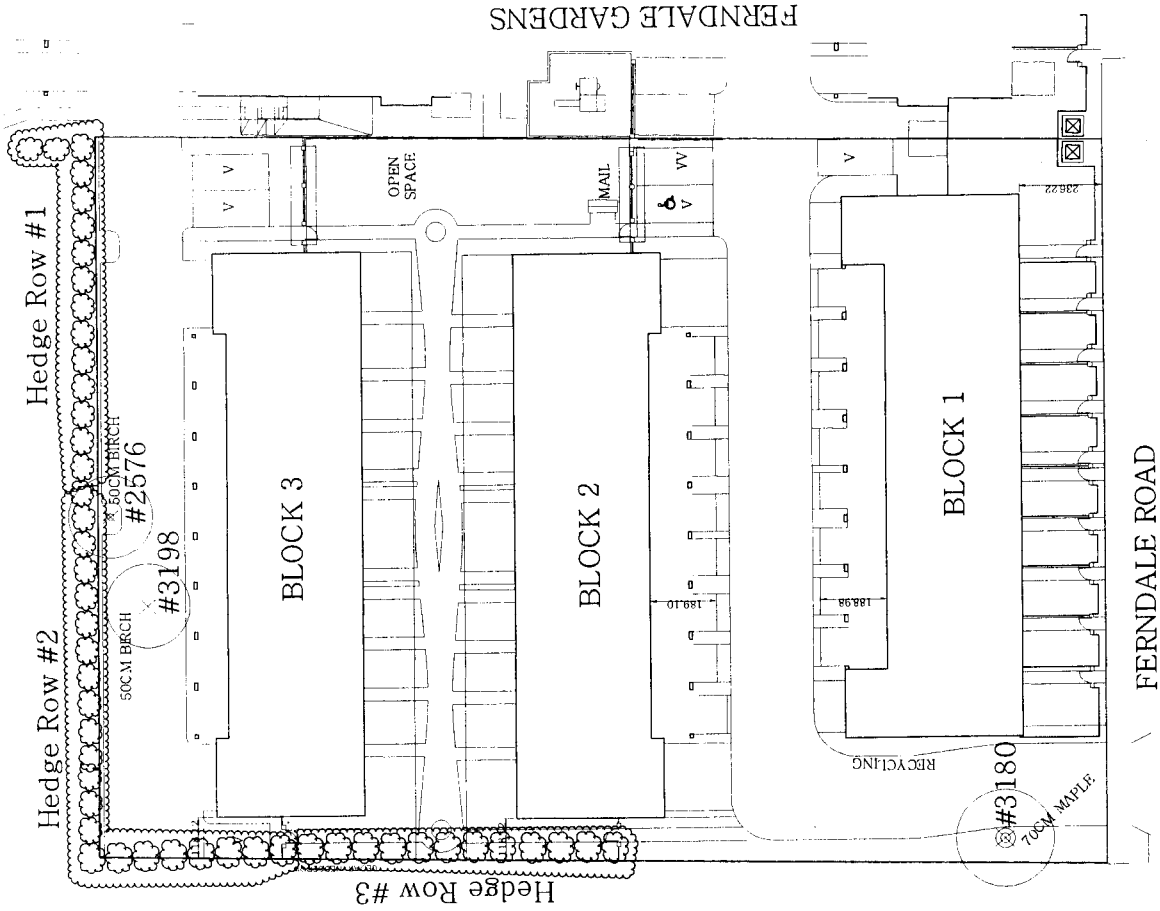 FERNDALE GARDENS
Hedge Row #1
Hedge Row #2
Hedge Row #3
V
V
OPEN
SPACE
MAIL
VV
V
V
236.22
50CM BIRCH
#2576
#3198
50CM BIRCH
BLOCK 3
BLOCK 2
BLOCK 1
189.10
188.98
RECYCLING
#3180
70CM MAPLE
FERNDALE ROAD